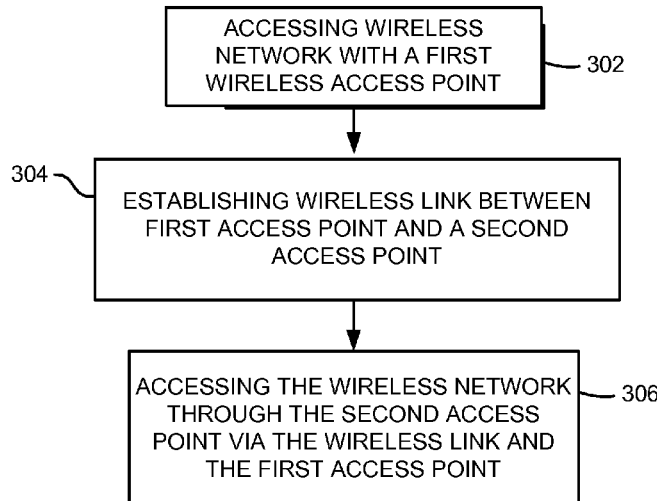 ACCESSING WIRELESS
NETWORK WITH A FIRST
WIRELESS ACCESS POINT
302
304
ESTABLISHING WIRELESS LINK BETWEEN
FIRST ACCESS POINT AND A SECOND
ACCESS POINT
ACCESSING THE WIRELESS NETWORK
THROUGH THE SECOND ACCESS
POINT VIA THE WIRELESS LINK AND
THE FIRST ACCESS POINT
306